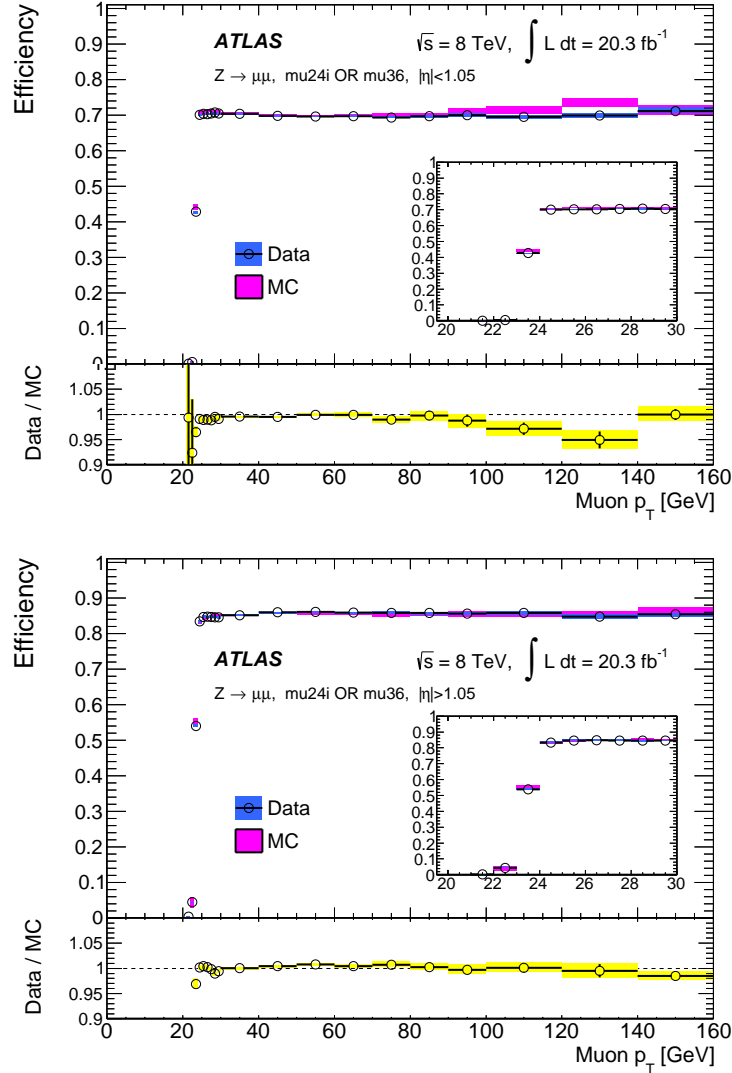 Efficiency
1
0.9
0.8
0.7
0.6
0.5
0.4
0.3
0.2
0.1
0
ATLAS
√s = 8 TeV, ∫ L dt = 20.3 fb⁻¹
Z → μμ, mu24i OR mu36, |η|<1.05
Data
MC
1
0.9
0.8
0.7
0.6
0.5
0.4
0.3
0.2
0.1
0
20 22 24 26 28 30
Data / MC
1.05
1
0.95
0.9
0 20 40 60 80 100 120 140 160
Muon p_T [GeV]
Efficiency
1
0.9
0.8
0.7
0.6
0.5
0.4
0.3
0.2
0.1
0
ATLAS
√s = 8 TeV, ∫ L dt = 20.3 fb⁻¹
Z → μμ, mu24i OR mu36, |η|>1.05
Data
MC
1
0.9
0.8
0.7
0.6
0.5
0.4
0.3
0.2
0.1
0
20 22 24 26 28 30
Data / MC
1.05
1
0.95
0.9
0 20 40 60 80 100 120 140 160
Muon p_T [GeV]